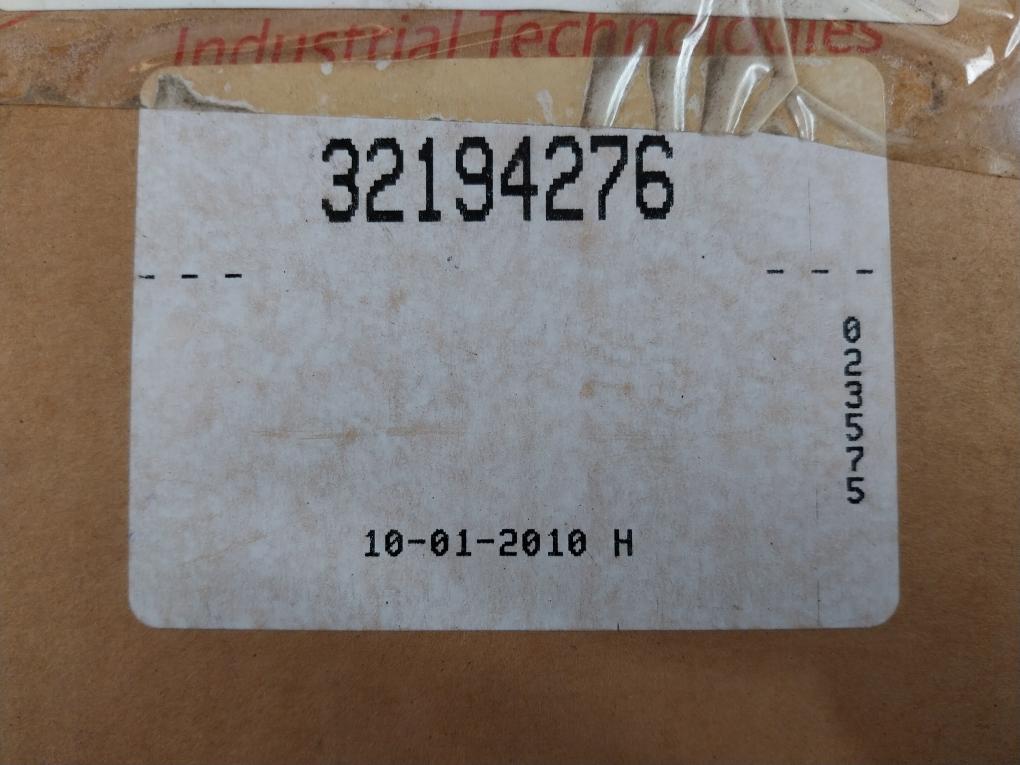 Industrial Technologies
32194276
--- ---
023575
10-01-2010 H